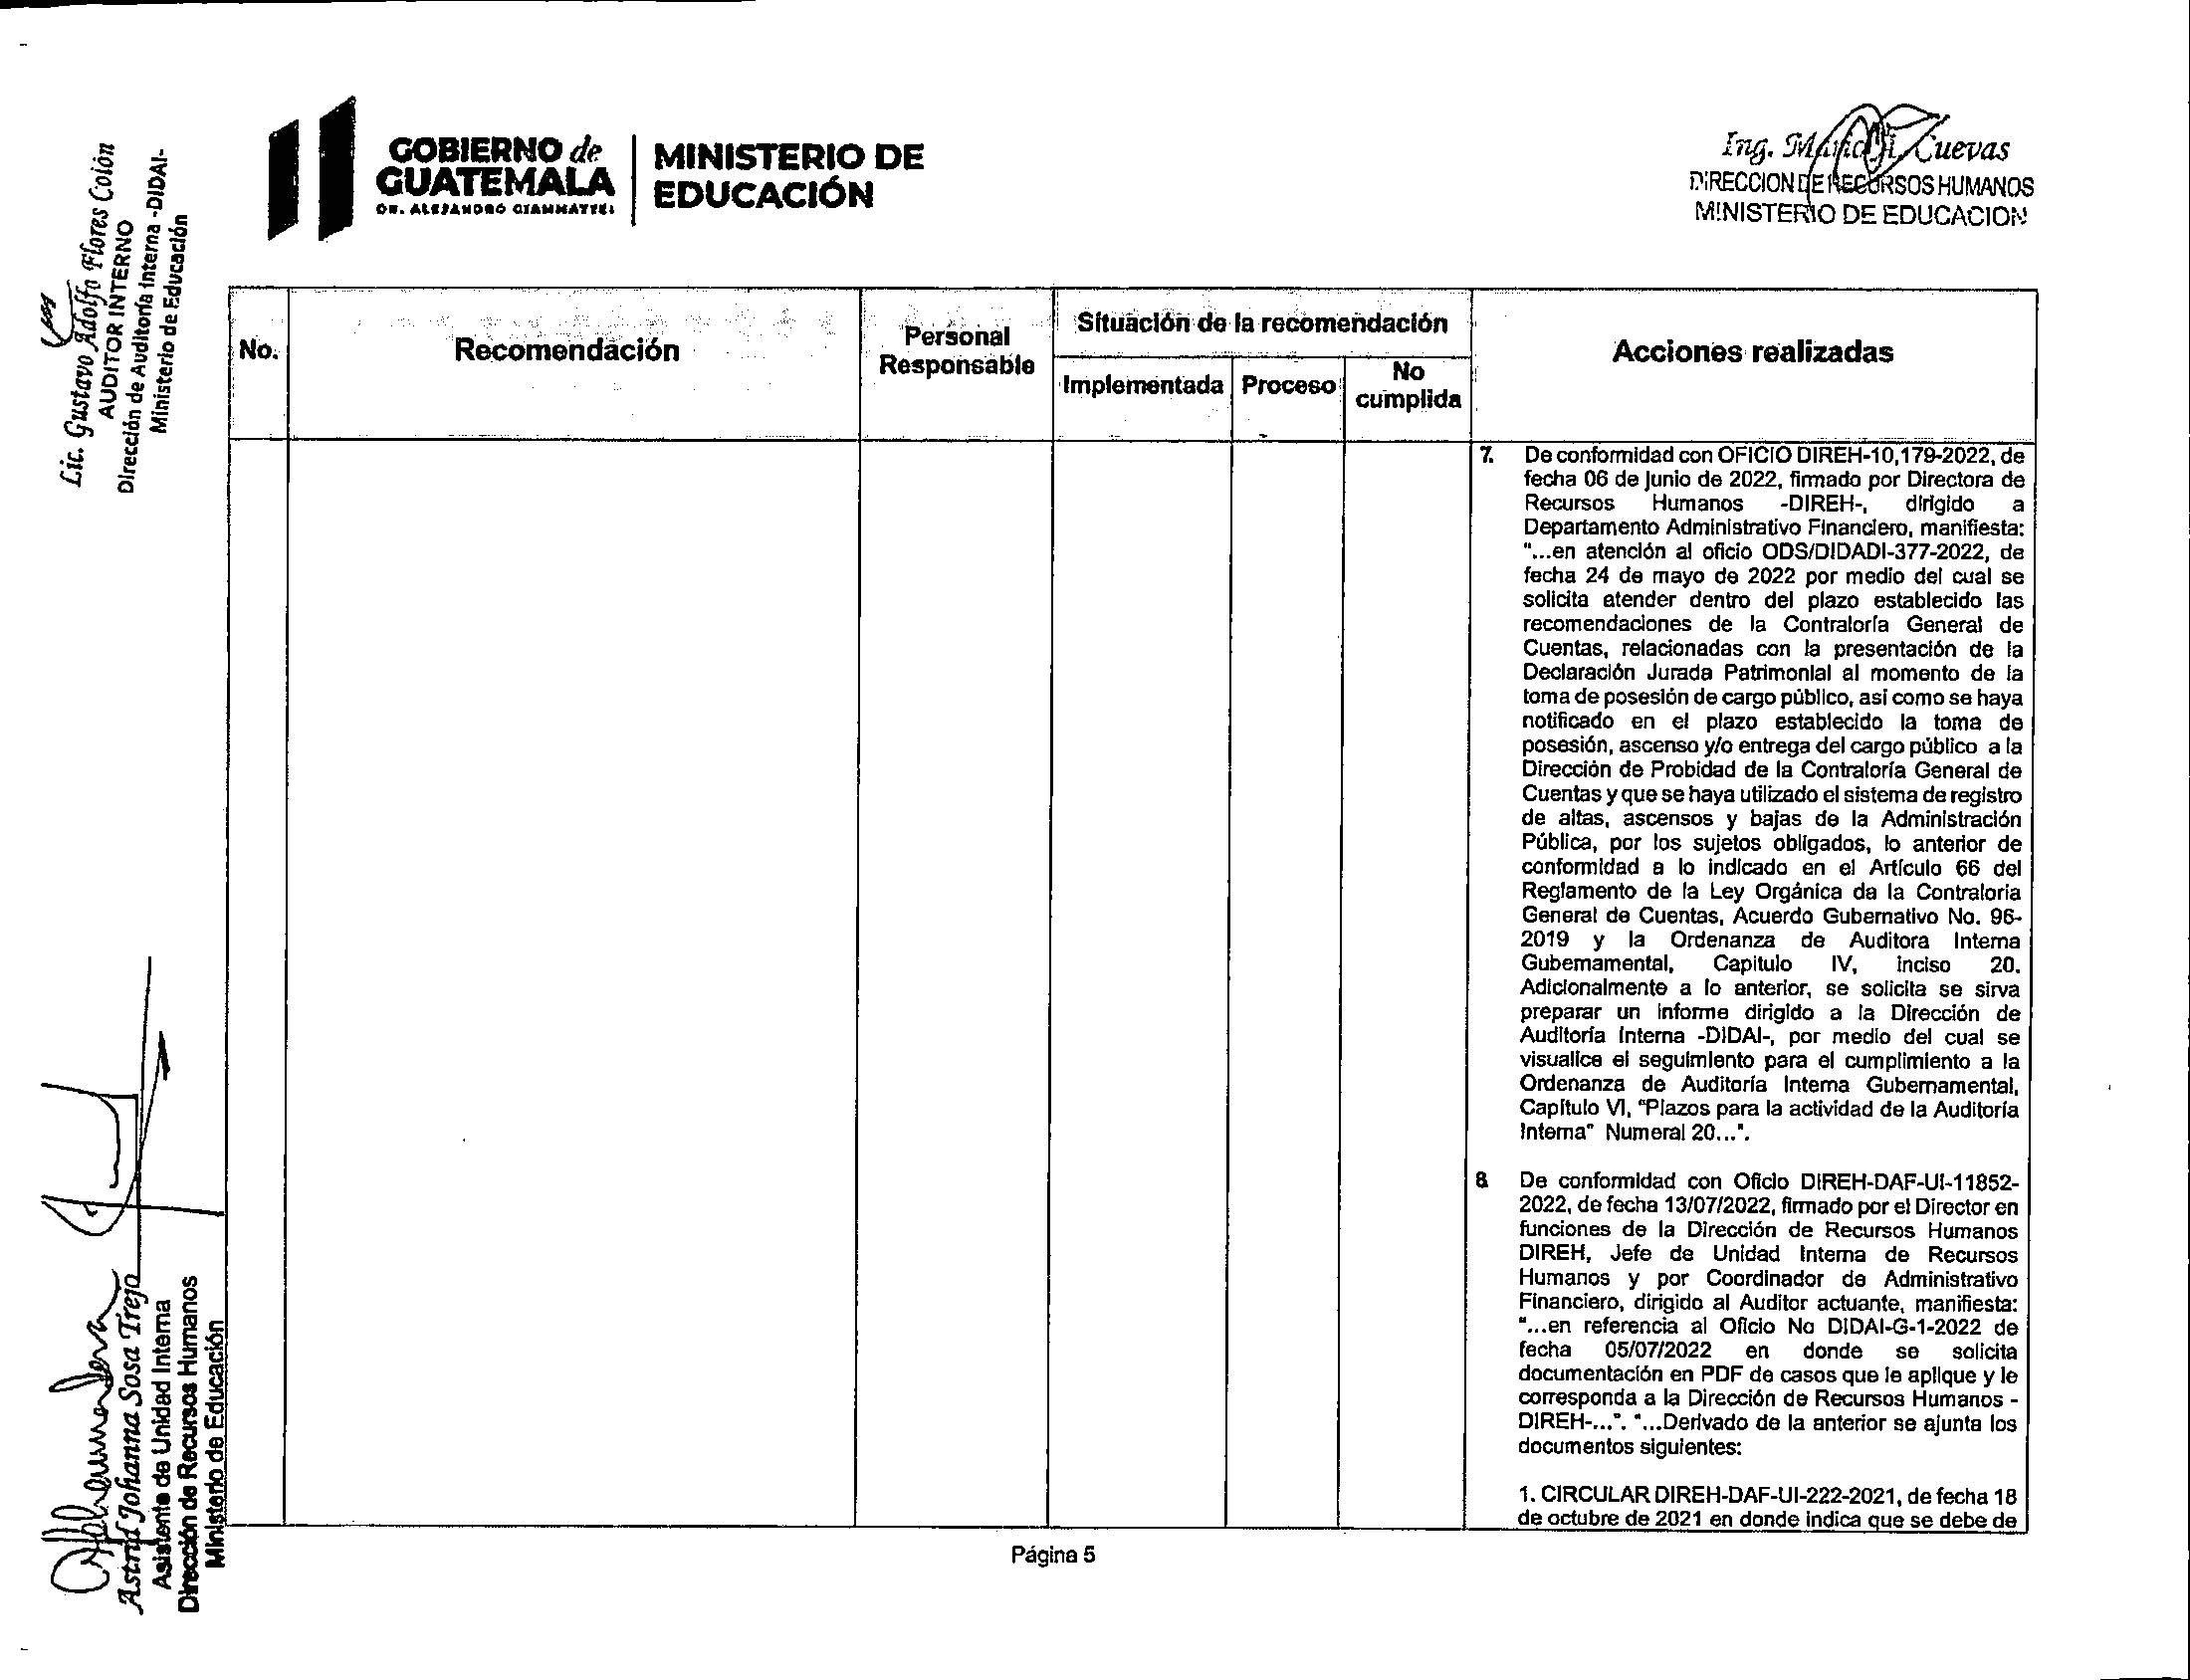 GOBIERNO de
GUATEMALA
DR. ALEJANDRO GIAMMATTEI
MINISTERIO DE
EDUCACIÓN
Ing. Cuevas
DIRECCION DE RECURSOS HUMANOS
MINISTERIO DE EDUCACION
Lic. Gustavo Adolfo Flores Colón
AUDITOR INTERNO
Dirección de Auditoría Interna -DIDAI-
Ministerio de Educación
No.
Recomendación
Personal
Responsable
Situación de la recomendación
Implementada
Proceso
No
cumplida
Acciones realizadas
7. De conformidad con OFICIO DIREH-10,179-2022, de
fecha 06 de junio de 2022, firmado por Directora de
Recursos Humanos -DIREH-, dirigido a
Departamento Administrativo Financiero, manifiesta:
"...en atención al oficio ODS/DIDADI-377-2022, de
fecha 24 de mayo de 2022 por medio del cual se
solicita atender dentro del plazo establecido las
recomendaciones de la Contraloría General de
Cuentas, relacionadas con la presentación de la
Declaración Jurada Patrimonial al momento de la
toma de posesión de cargo público, asi como se haya
notificado en el plazo establecido la toma de
posesión, ascenso y/o entrega del cargo público a la
Dirección de Probidad de la Contraloría General de
Cuentas y que se haya utilizado el sistema de registro
de altas, ascensos y bajas de la Administración
Pública, por los sujetos obligados, lo anterior de
conformidad a lo indicado en el Artículo 66 del
Reglamento de la Ley Orgánica da la Contraloria
General de Cuentas, Acuerdo Gubernativo No. 96-
2019 y la Ordenanza de Auditora Interna
Gubernamental, Capitulo IV, inciso 20.
Adicionalmente a lo anterior, se solicita se sirva
preparar un informe dirigido a la Dirección de
Auditoría Interna -DIDAI-, por medio del cual se
visualice el seguimiento para el cumplimiento a la
Ordenanza de Auditoría Interna Gubernamental,
Capítulo VI, "Plazos para la actividad de la Auditoría
Interna" Numeral 20...".
8. De conformidad con Oficio DIREH-DAF-UI-11852-
2022, de fecha 13/07/2022, firmado por el Director en
funciones de la Dirección de Recursos Humanos
DIREH, Jefe de Unidad Interna de Recursos
Humanos y por Coordinador de Administrativo
Financiero, dirigido al Auditor actuante, manifiesta:
"...en referencia al Oficio No DIDAI-G-1-2022 de
fecha 05/07/2022 en donde se solicita
documentación en PDF de casos que le aplique y le
corresponda a la Dirección de Recursos Humanos -
DIREH-...". "...Derivado de la anterior se ajunta los
documentos siguientes:
1. CIRCULAR DIREH-DAF-UI-222-2021, de fecha 18
de octubre de 2021 en donde indica que se debe de
Astrid Johanna Sosa Trejo
Asistente de Unidad Interna
Dirección de Recursos Humanos
Ministerio de Educación
Página 5